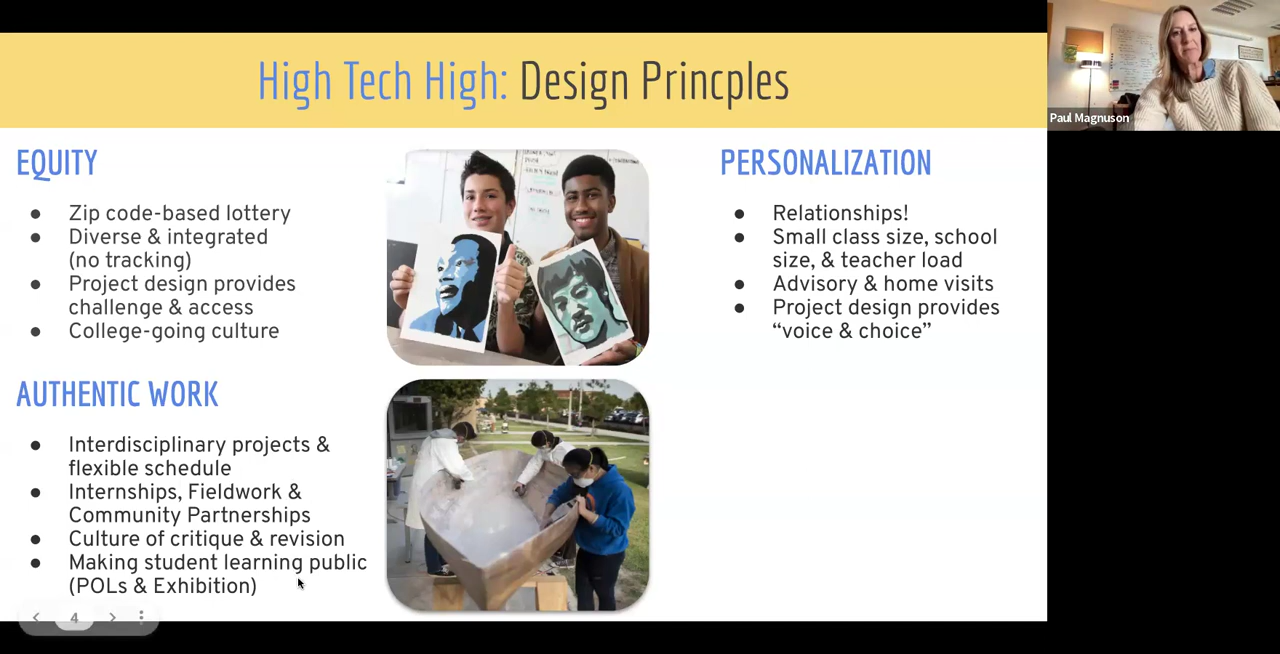 High Tech High: Design Princples
EQUITY
● Zip code-based lottery
● Diverse & integrated
(no tracking)
● Project design provides
challenge & access
● College-going culture
AUTHENTIC WORK
● Interdisciplinary projects &
flexible schedule
● Internships, Fieldwork &
Community Partnerships
● Culture of critique & revision
● Making student learning public
(POLs & Exhibition)
PERSONALIZATION
● Relationships!
● Small class size, school
size, & teacher load
● Advisory & home visits
● Project design provides
“voice & choice”
4
Paul Magnuson